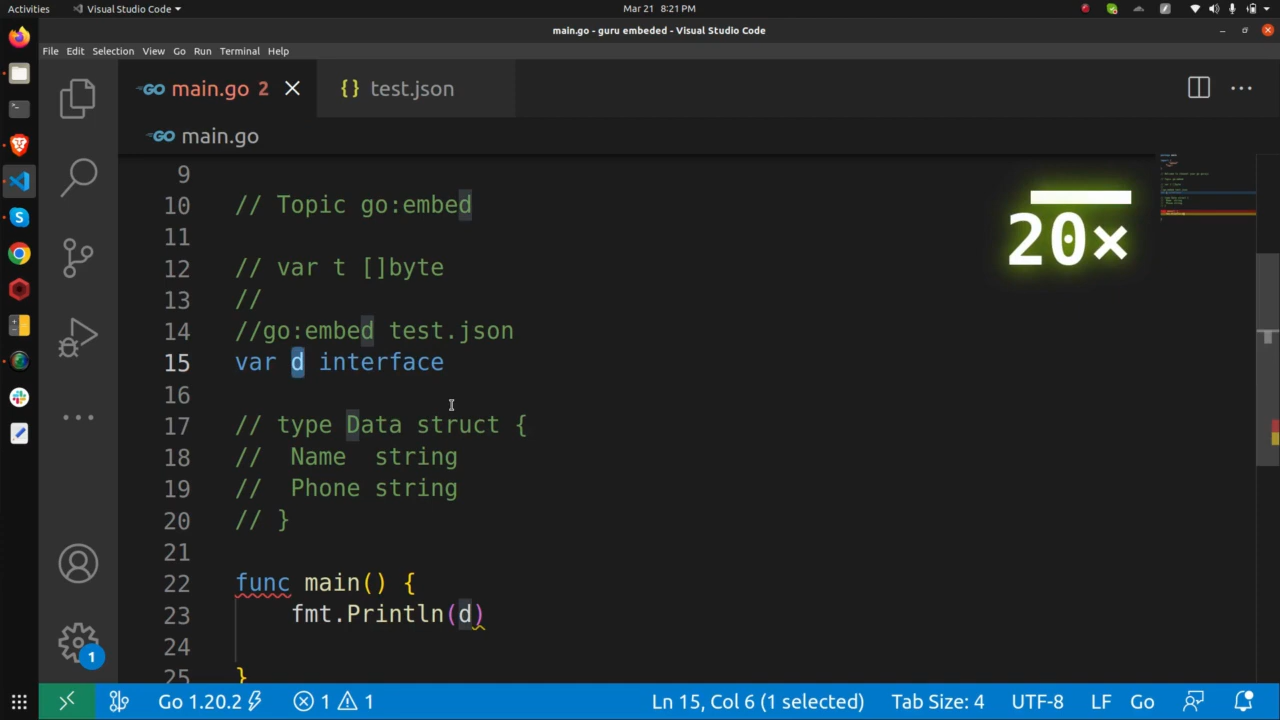 Activities Visual Studio Code Mar 21 8:21 PM
main.go - guru embeded - Visual Studio Code
File Edit Selection View Go Run Terminal Help
GO main.go 2 {} test.json
GO main.go
9
10 // Topic go:embed
11
12 // var t []byte
13 //
14 //go:embed test.json
15 var d interface
16
17 // type Data struct {
18 // Name string
19 // Phone string
20 // }
21
22 func main() {
23 fmt.Println(d)
24
25 }
20×
1
Go 1.20.2 1 1 Ln 15, Col 6 (1 selected) Tab Size: 4 UTF-8 LF Go